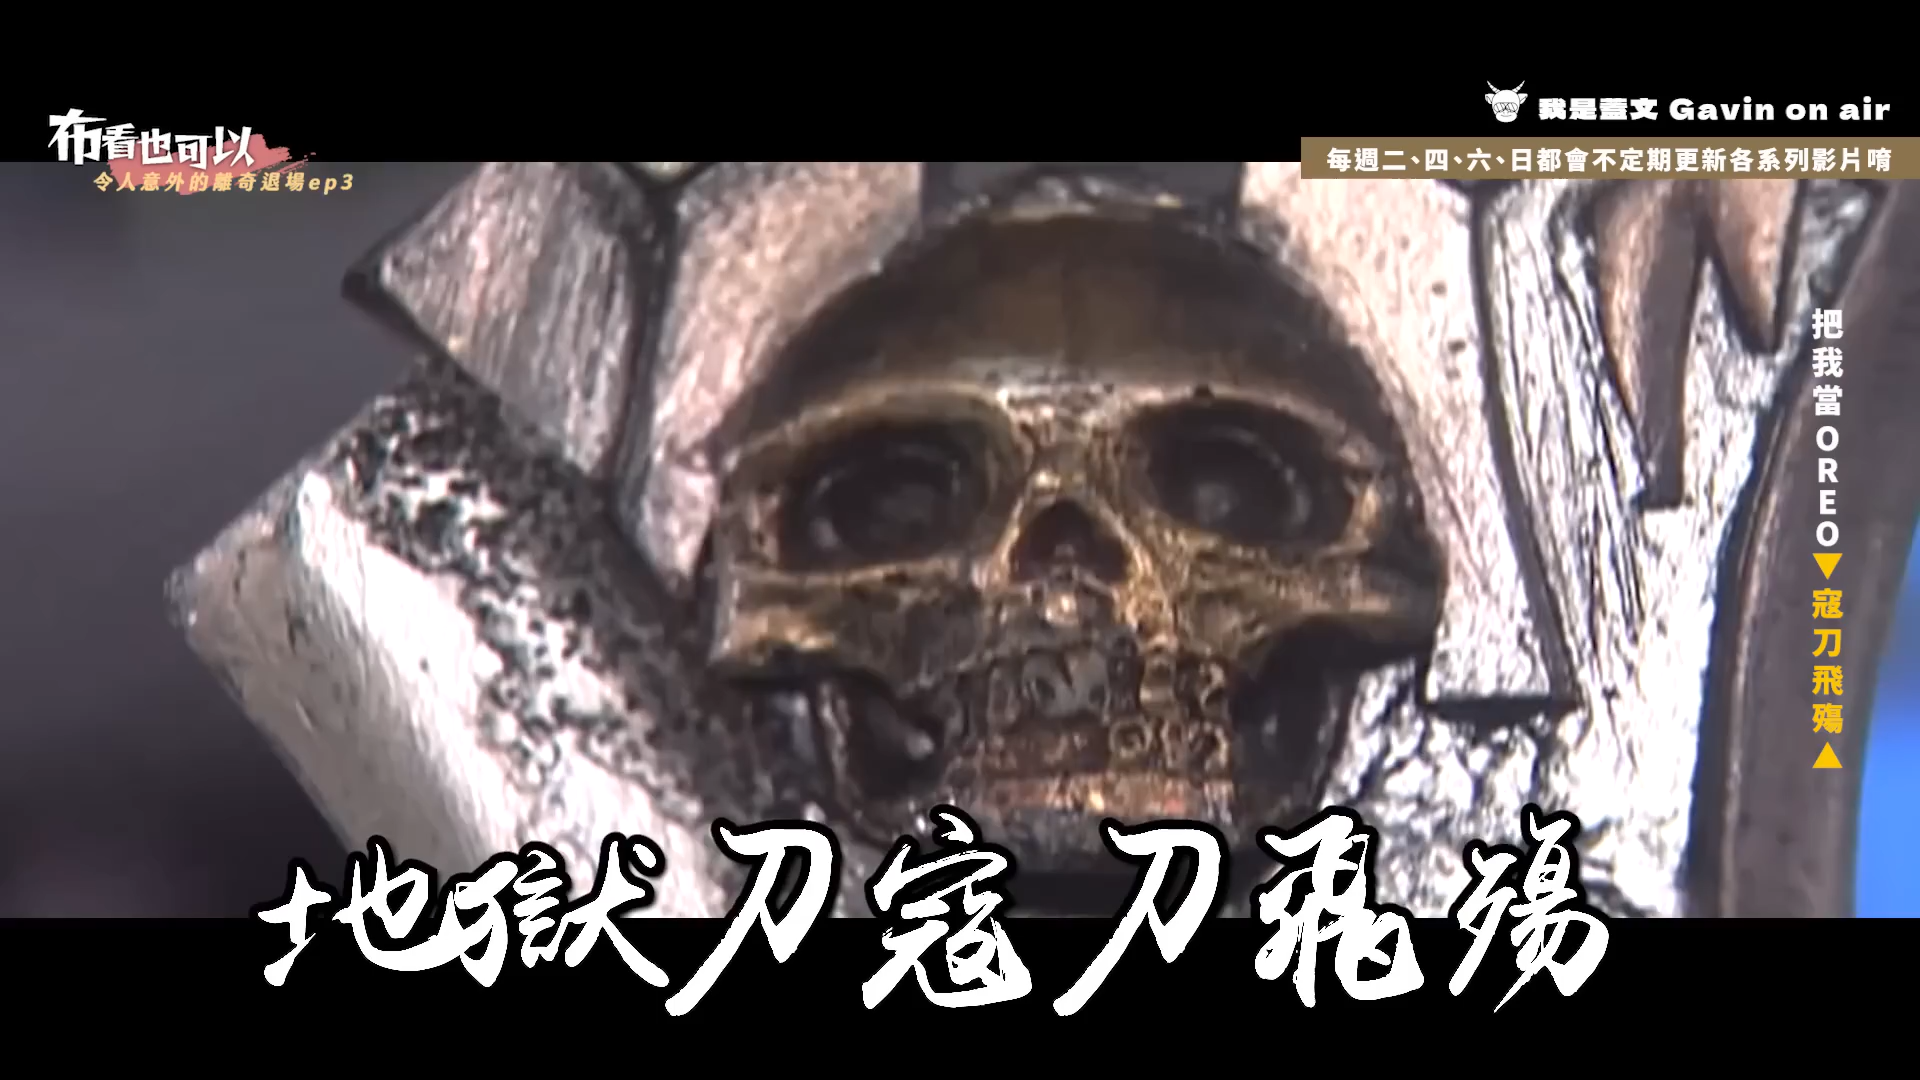 布看也可以
令人意外的離奇退場ep3
我是蓋文 Gavin on air
每週二、四、六、日都會不定期更新各系列影片唷
把我當OREO▼寇刀飛殤▲
地獄刀寇刀飛殤